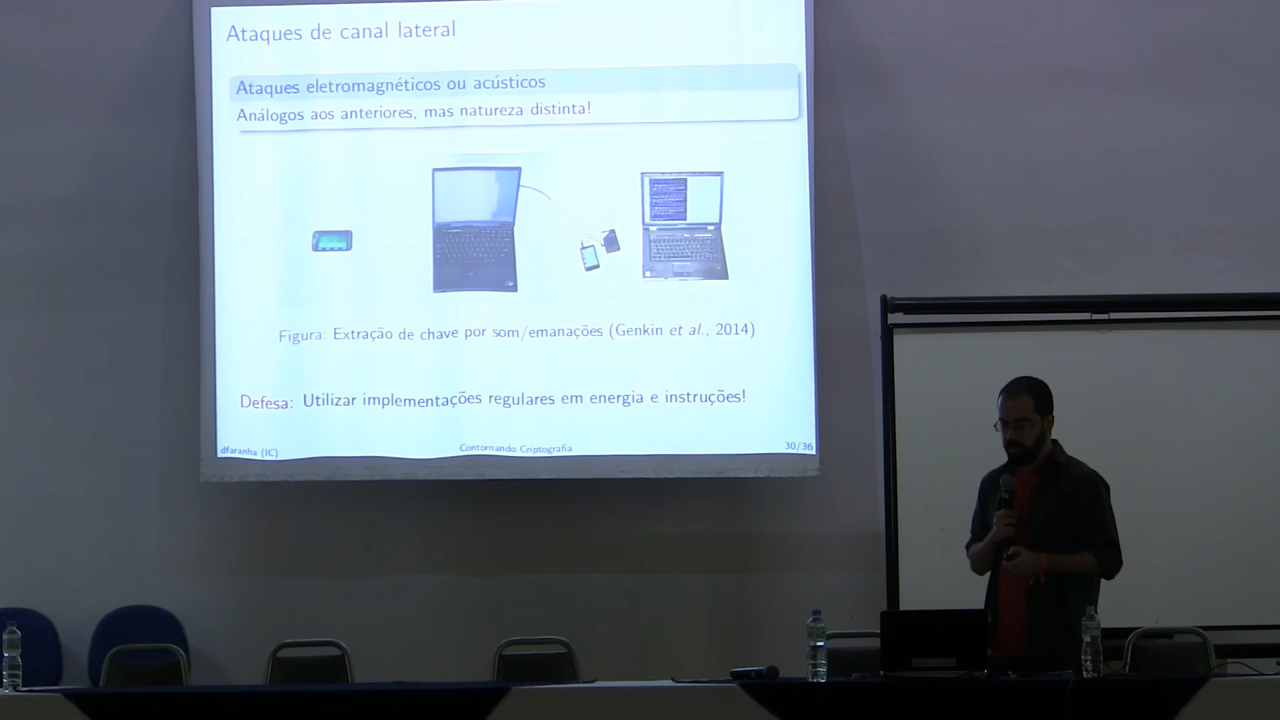 Ataques de canal lateral
Ataques eletromagnéticos ou acústicos
Análogos aos anteriores, mas natureza distinta!
Figura: Extração de chave por som/emanações (Genkin et al., 2014)
Defesa: Utilizar implementações regulares em energia e instruções!
dfaranha (IC) Contornando Criptografia 30/36